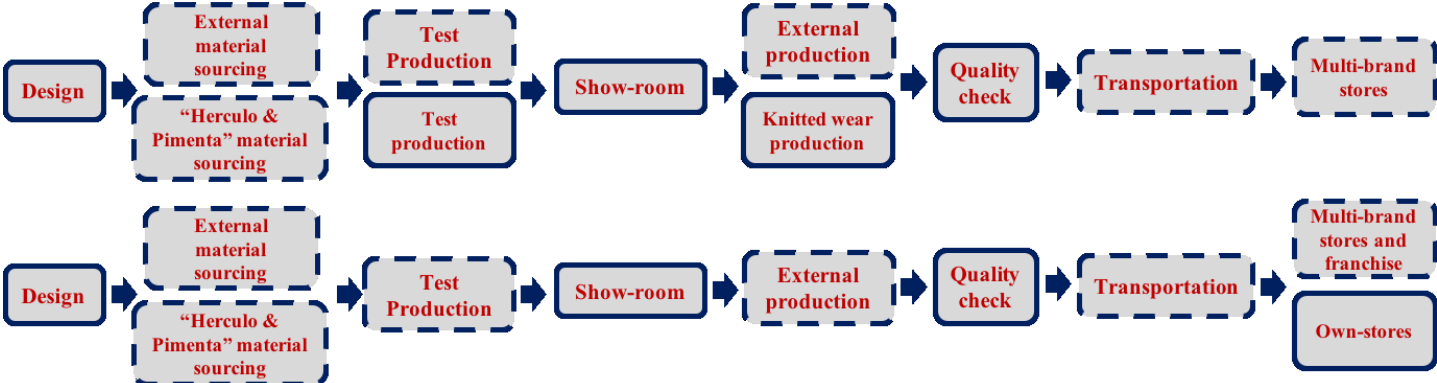 Design
External
material
sourcing
“Herculo &
Pimenta” material
sourcing
Test
Production
Test
production
Show-room
External
production
Knitted wear
production
Quality
check
Transportation
Multi-brand
stores
Design
External
material
sourcing
“Herculo &
Pimenta” material
sourcing
Test
Production
Show-room
External
production
Quality
check
Transportation
Multi-brand
stores and
franchise
Own-stores